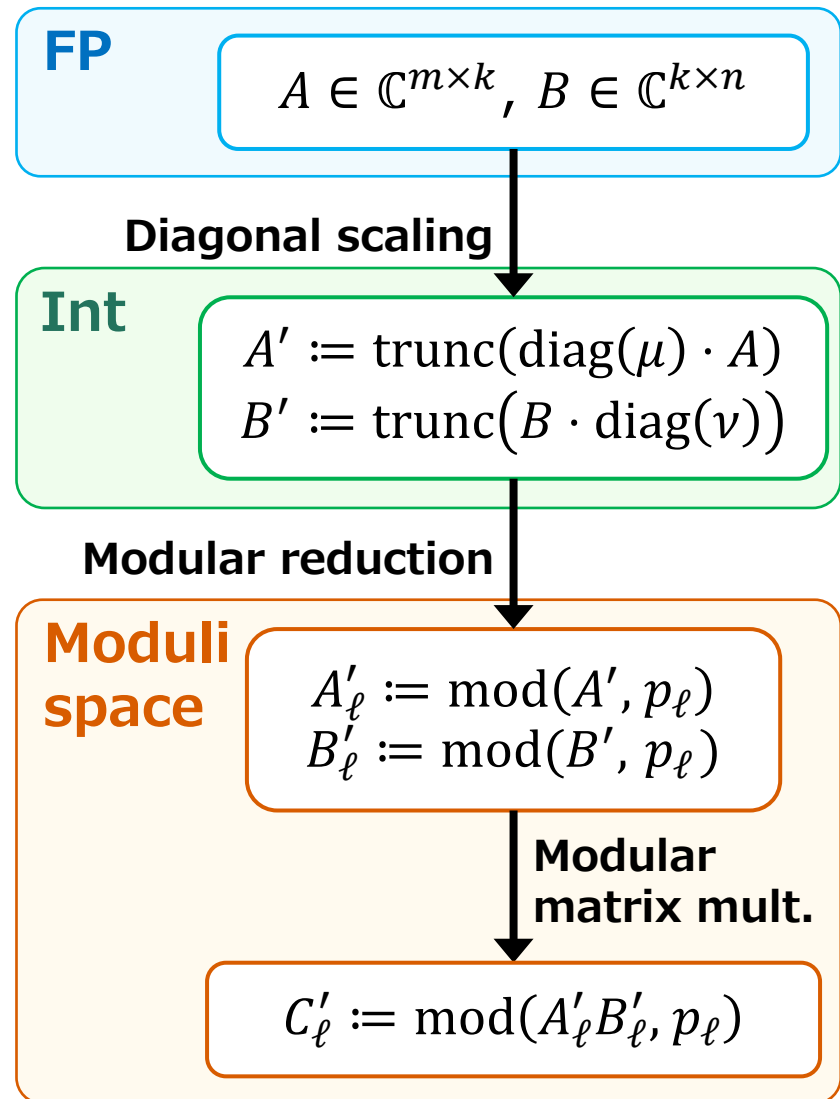 FP
A ∈ ℂ^{m×k}, B ∈ ℂ^{k×n}
Diagonal scaling
Int
A′ ≔ trunc(diag(μ) · A)
B′ ≔ trunc(B · diag(ν))
Modular reduction
Moduli
space
A′_ℓ ≔ mod(A′, p_ℓ)
B′_ℓ ≔ mod(B′, p_ℓ)
Modular
matrix mult.
C′_ℓ ≔ mod(A′_ℓ B′_ℓ, p_ℓ)